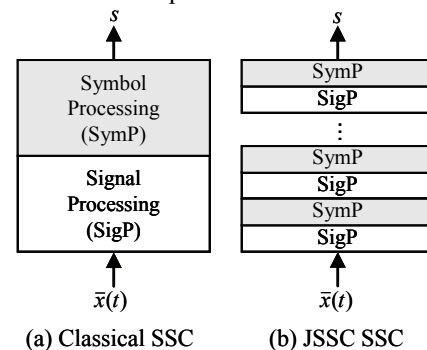 s
Symbol
Processing
(SymP)
Signal
Processing
(SigP)
x̄(t)
(a) Classical SSC
s
SymP
SigP
⋮
SymP
SigP
SymP
SigP
x̄(t)
(b) JSSC SSC